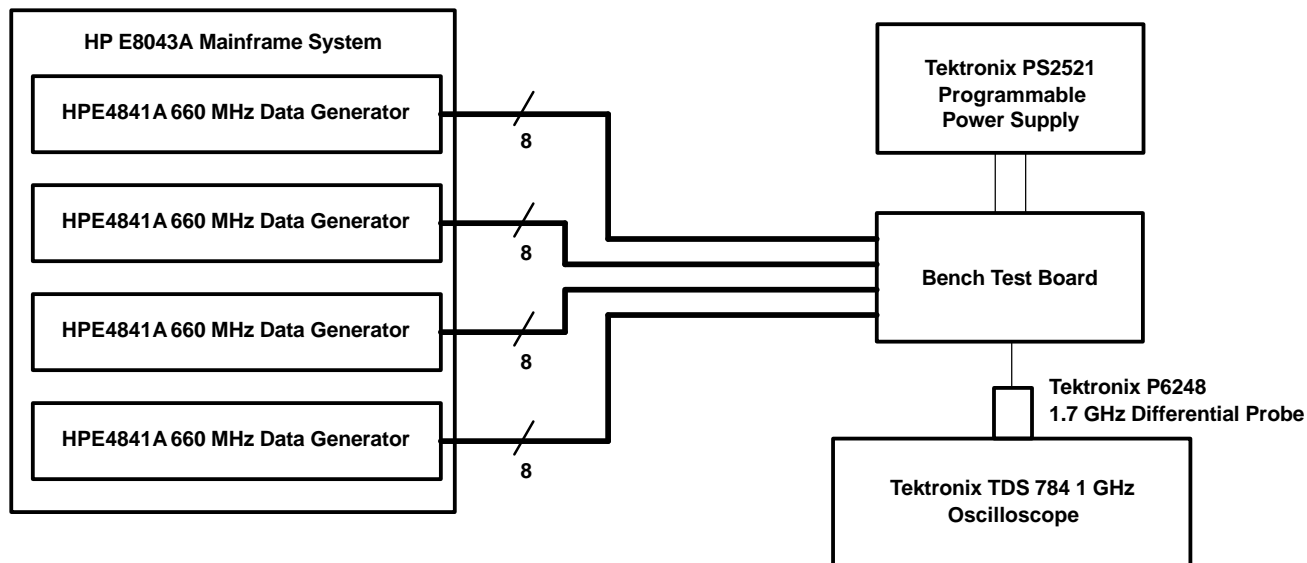 HP E8043A Mainframe System
HPE4841A 660 MHz Data Generator
8
HPE4841A 660 MHz Data Generator
8
HPE4841A 660 MHz Data Generator
8
HPE4841A 660 MHz Data Generator
8
Tektronix PS2521
Programmable
Power Supply
Bench Test Board
Tektronix P6248
1.7 GHz Differential Probe
Tektronix TDS 784 1 GHz
Oscilloscope